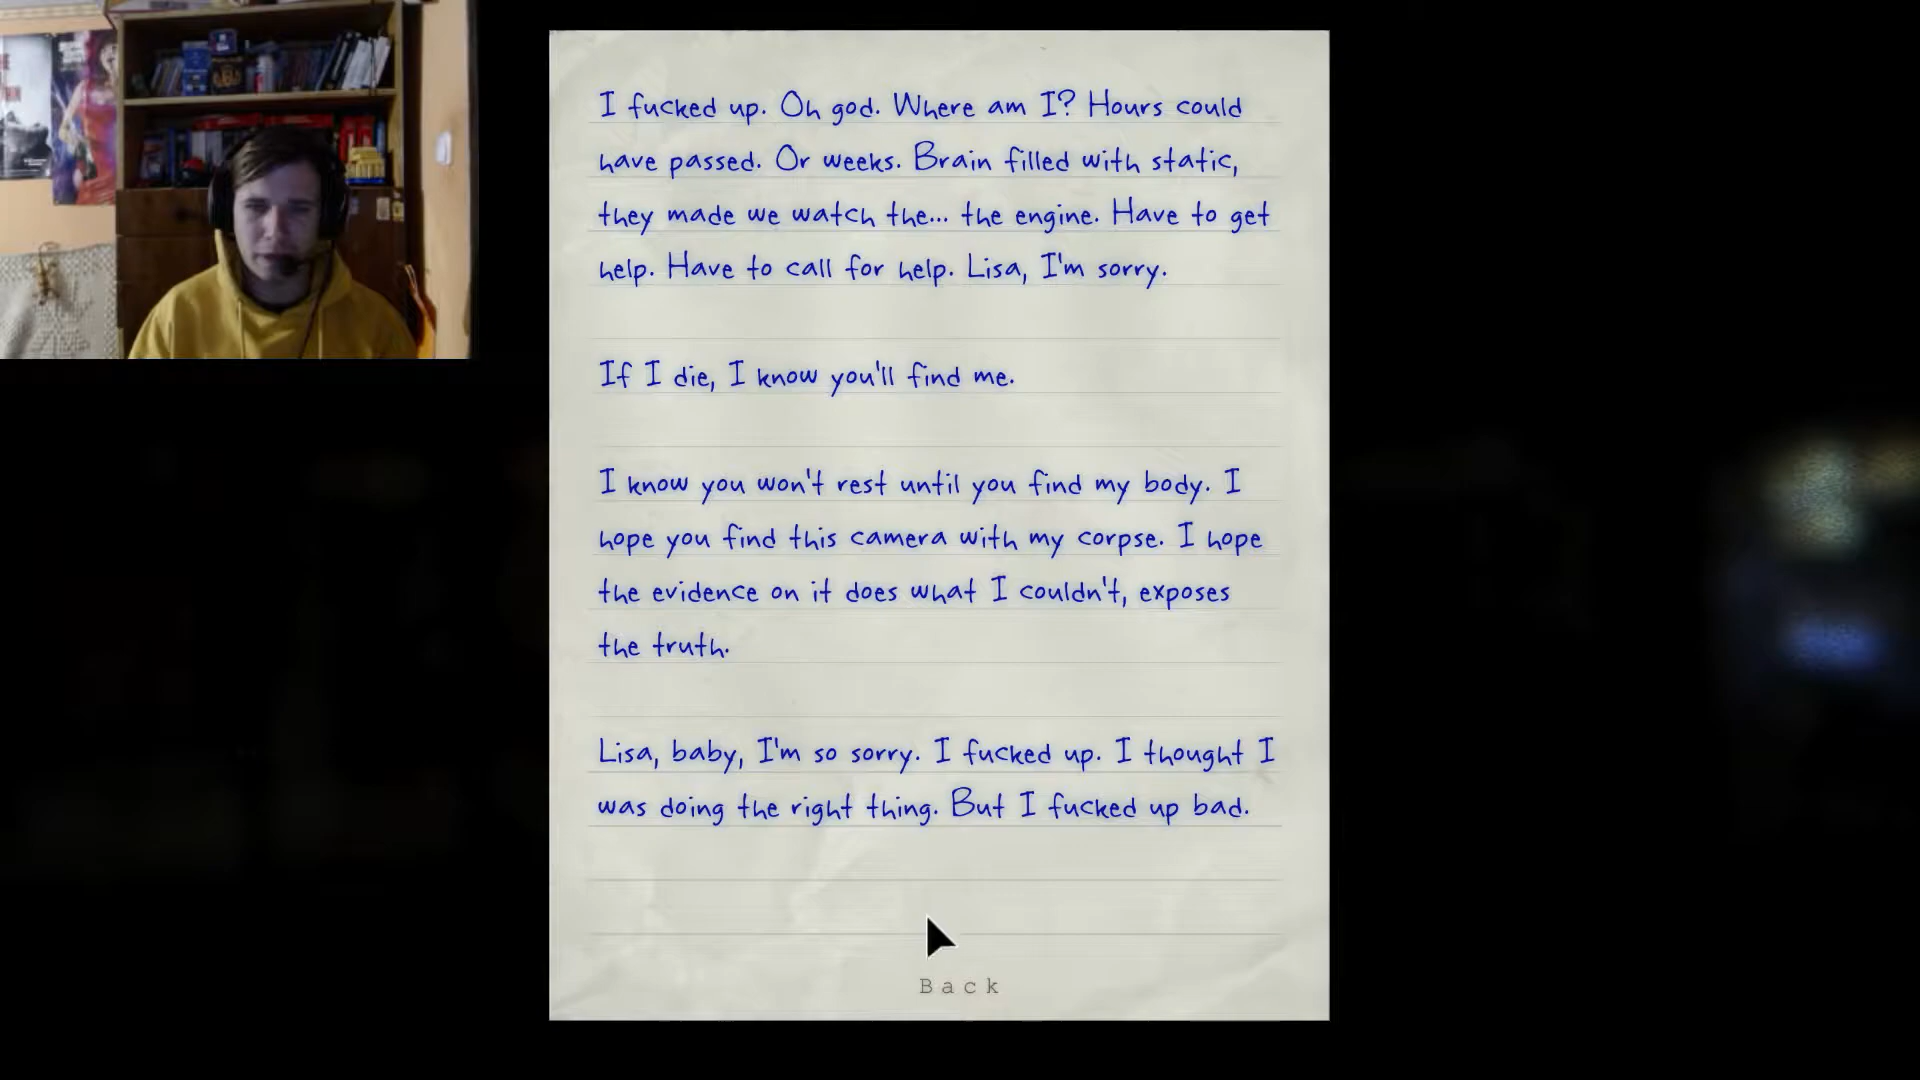 I fucked up. Oh god. Where am I? Hours could
have passed. Or weeks. Brain filled with static,
they made we watch the... the engine. Have to get
help. Have to call for help. Lisa, I'm sorry.
If I die, I know you'll find me.
I know you won't rest until you find my body. I
hope you find this camera with my corpse. I hope
the evidence on it does what I couldn't, exposes
the truth.
Lisa, baby, I'm so sorry. I fucked up. I thought I
was doing the right thing. But I fucked up bad.
Back